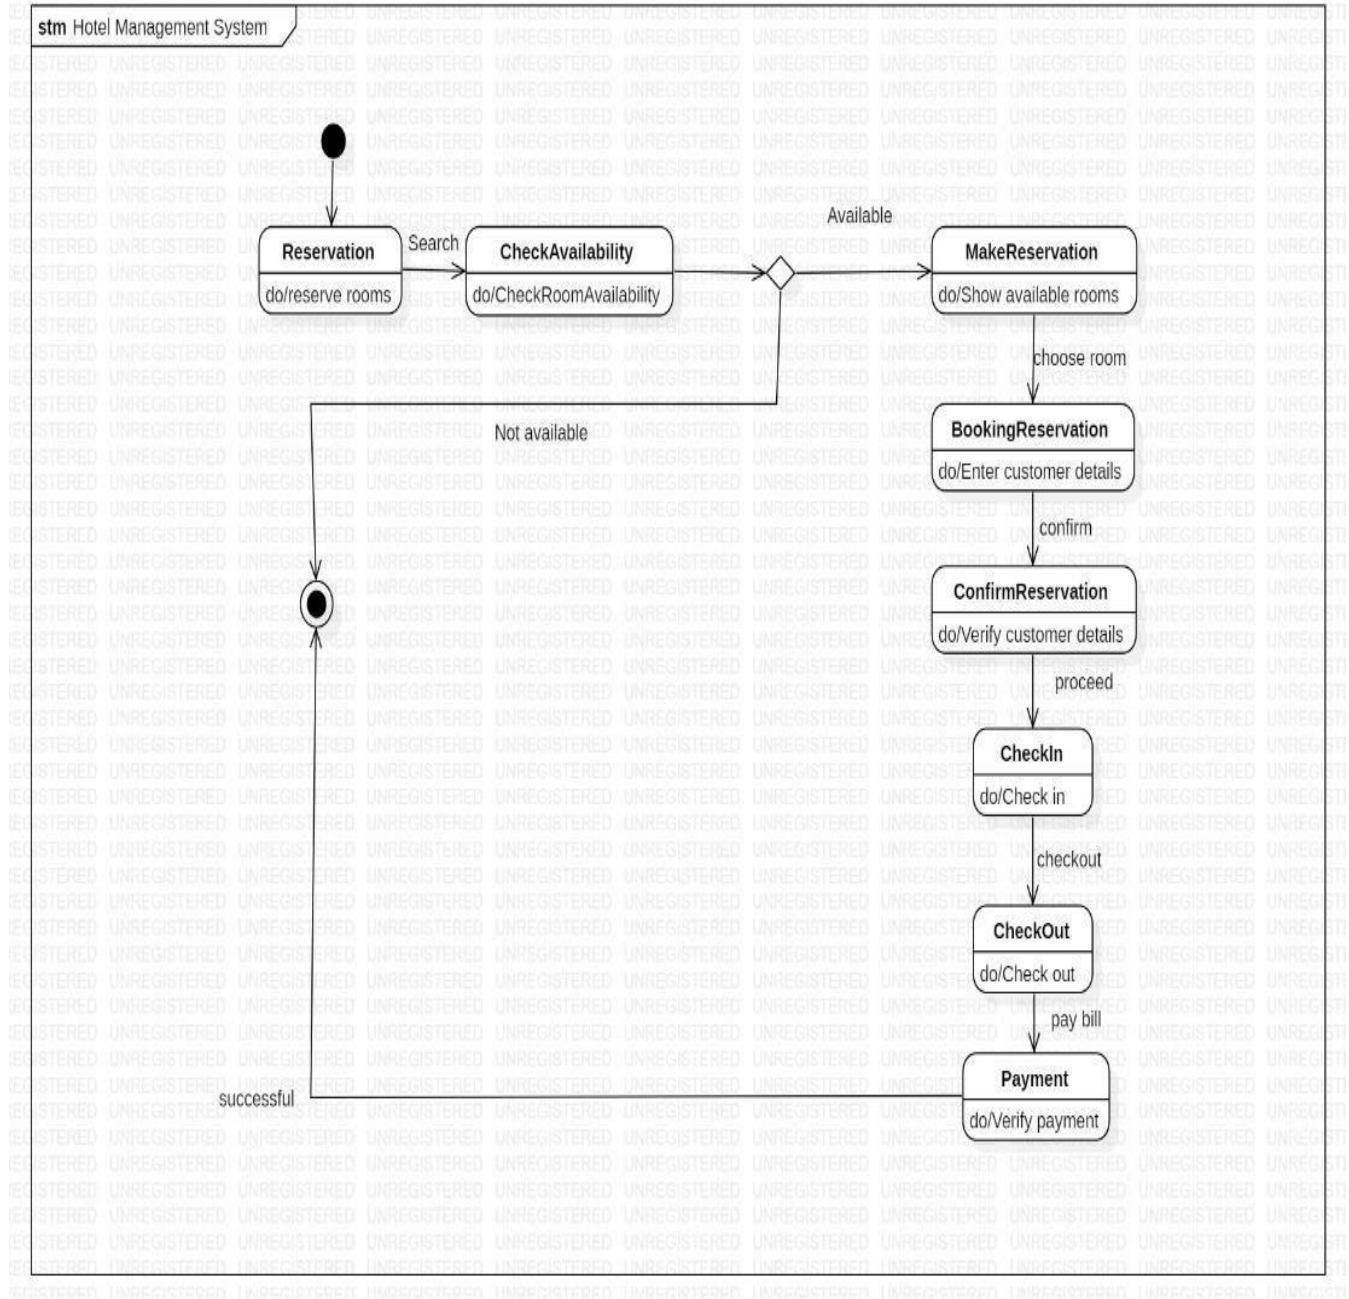 stm Hotel Management System
Reservation
do/reserve rooms
Search
CheckAvailability
do/CheckRoomAvailability
Available
MakeReservation
do/Show available rooms
choose room
Not available
BookingReservation
do/Enter customer details
confirm
ConfirmReservation
do/Verify customer details
proceed
CheckIn
do/Check in
checkout
CheckOut
do/Check out
pay bill
Payment
do/Verify payment
successful
UNREGISTERED